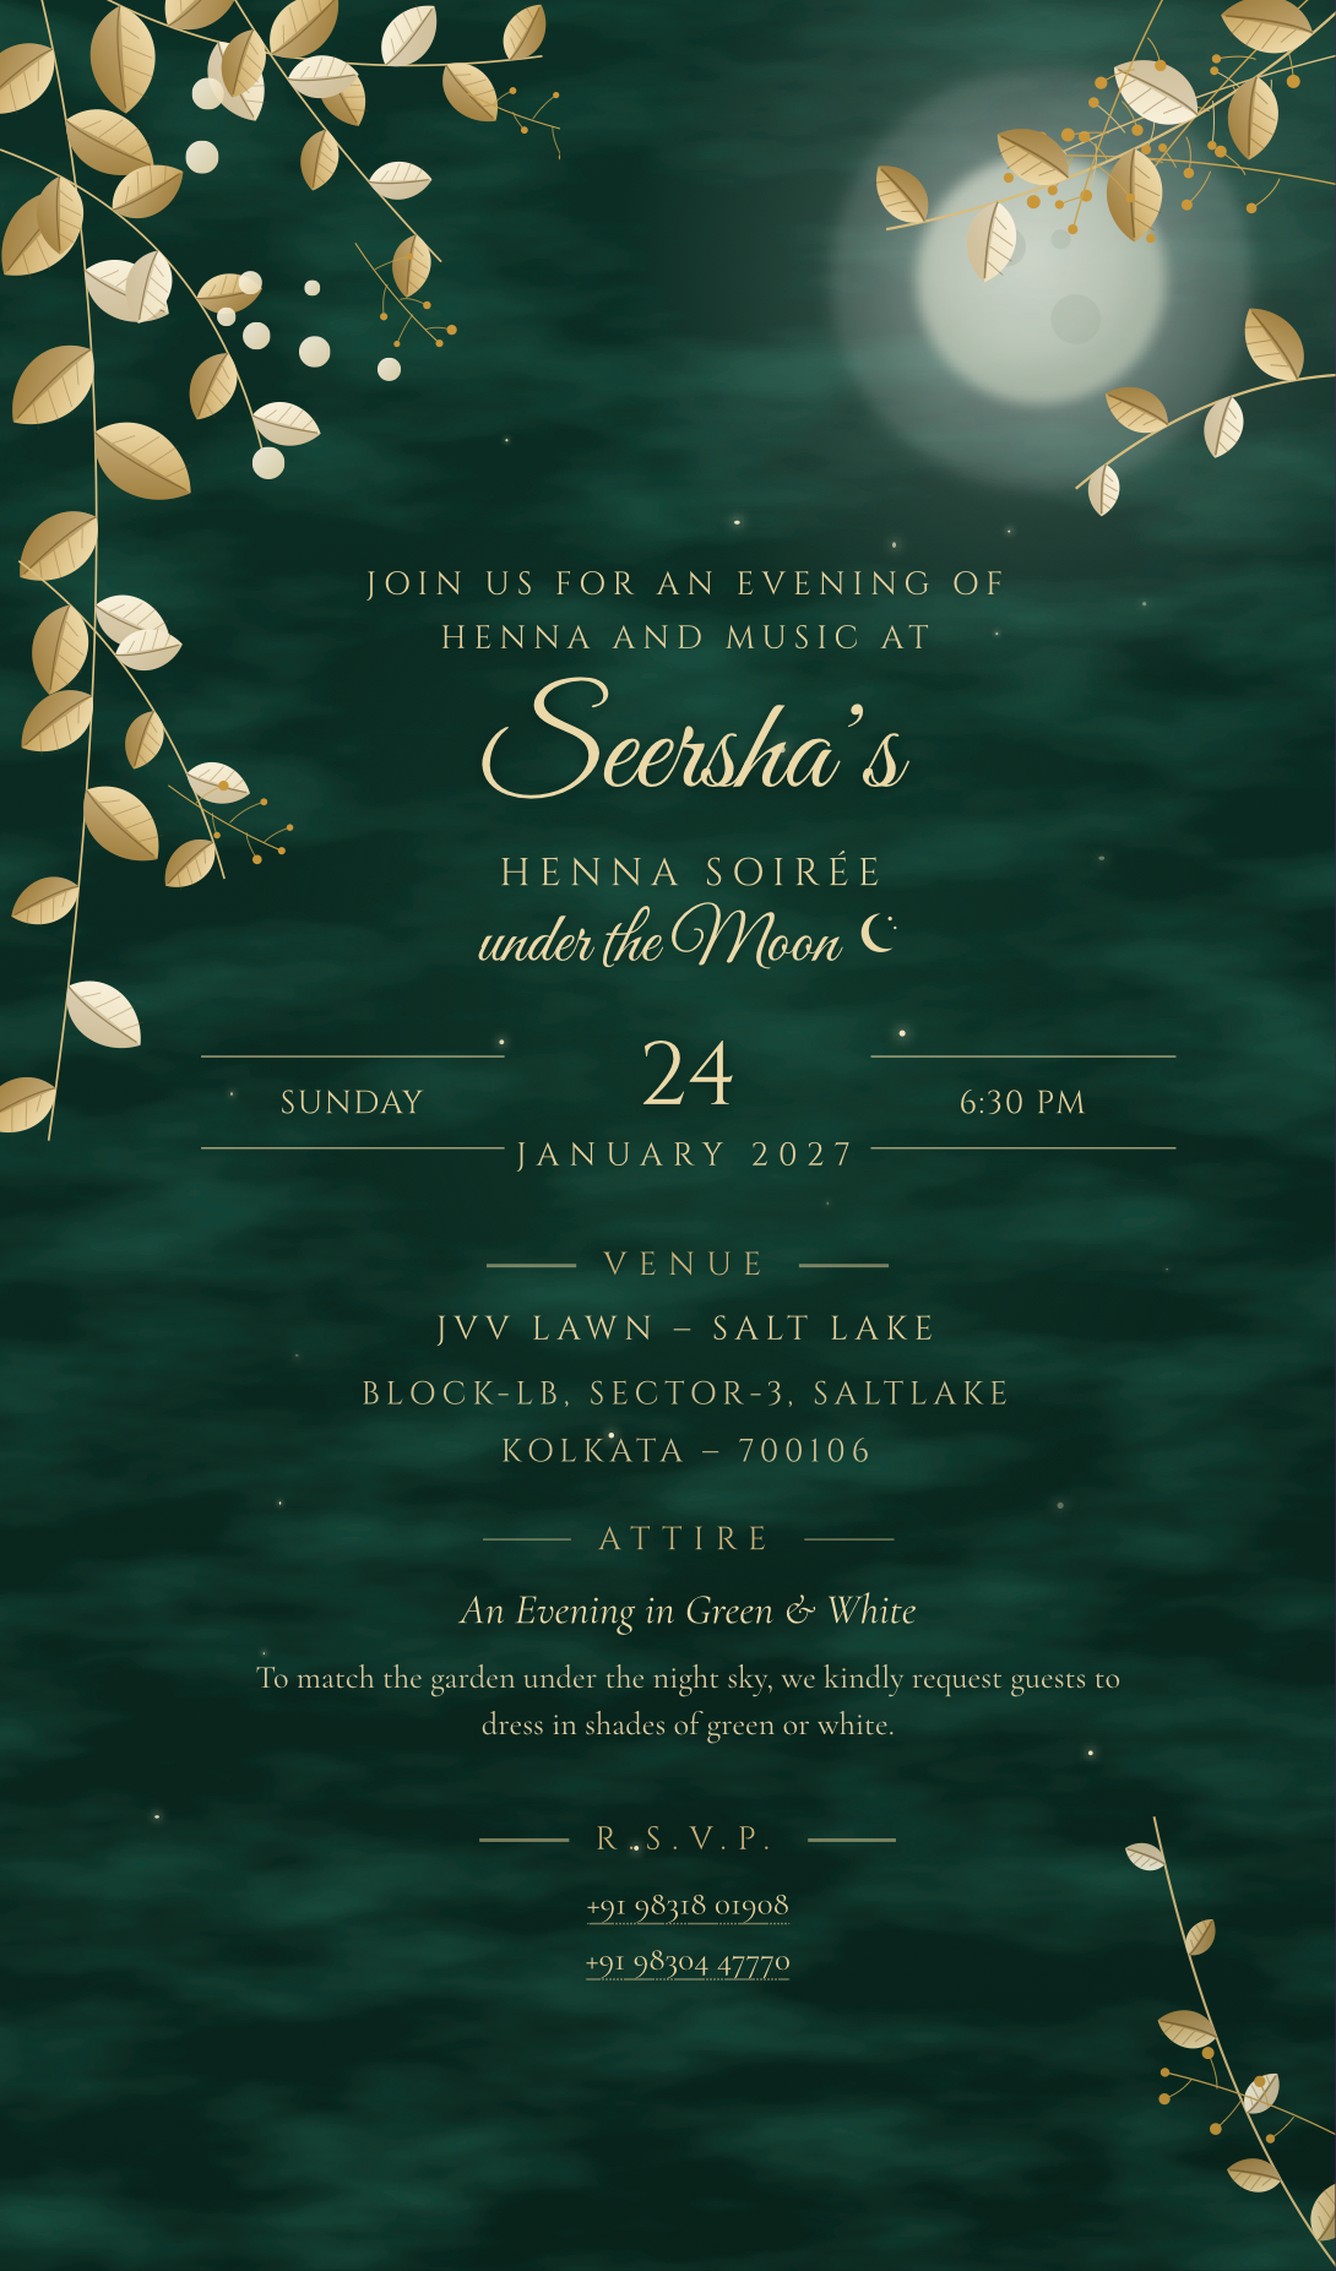 JOIN US FOR AN EVENING OF
HENNA AND MUSIC AT
Seersha's
HENNA SOIRÉE
under the Moon
SUNDAY
24
JANUARY 2027
6:30 PM
VENUE
JVV LAWN – SALT LAKE
BLOCK-LB, SECTOR-3, SALTLAKE
KOLKATA – 700106
ATTIRE
An Evening in Green & White
To match the garden under the night sky, we kindly request guests to
dress in shades of green or white.
R.S.V.P.
+91 98318 01908
+91 98304 47770